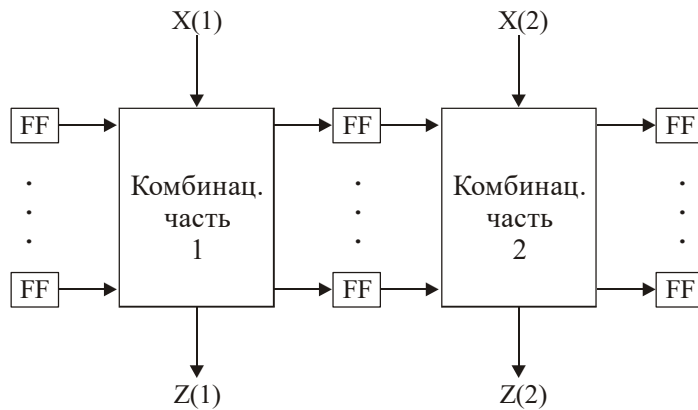 X(1) X(2)
FF FF FF
Комбинац. Комбинац.
часть часть
1 2
FF FF FF
Z(1) Z(2)